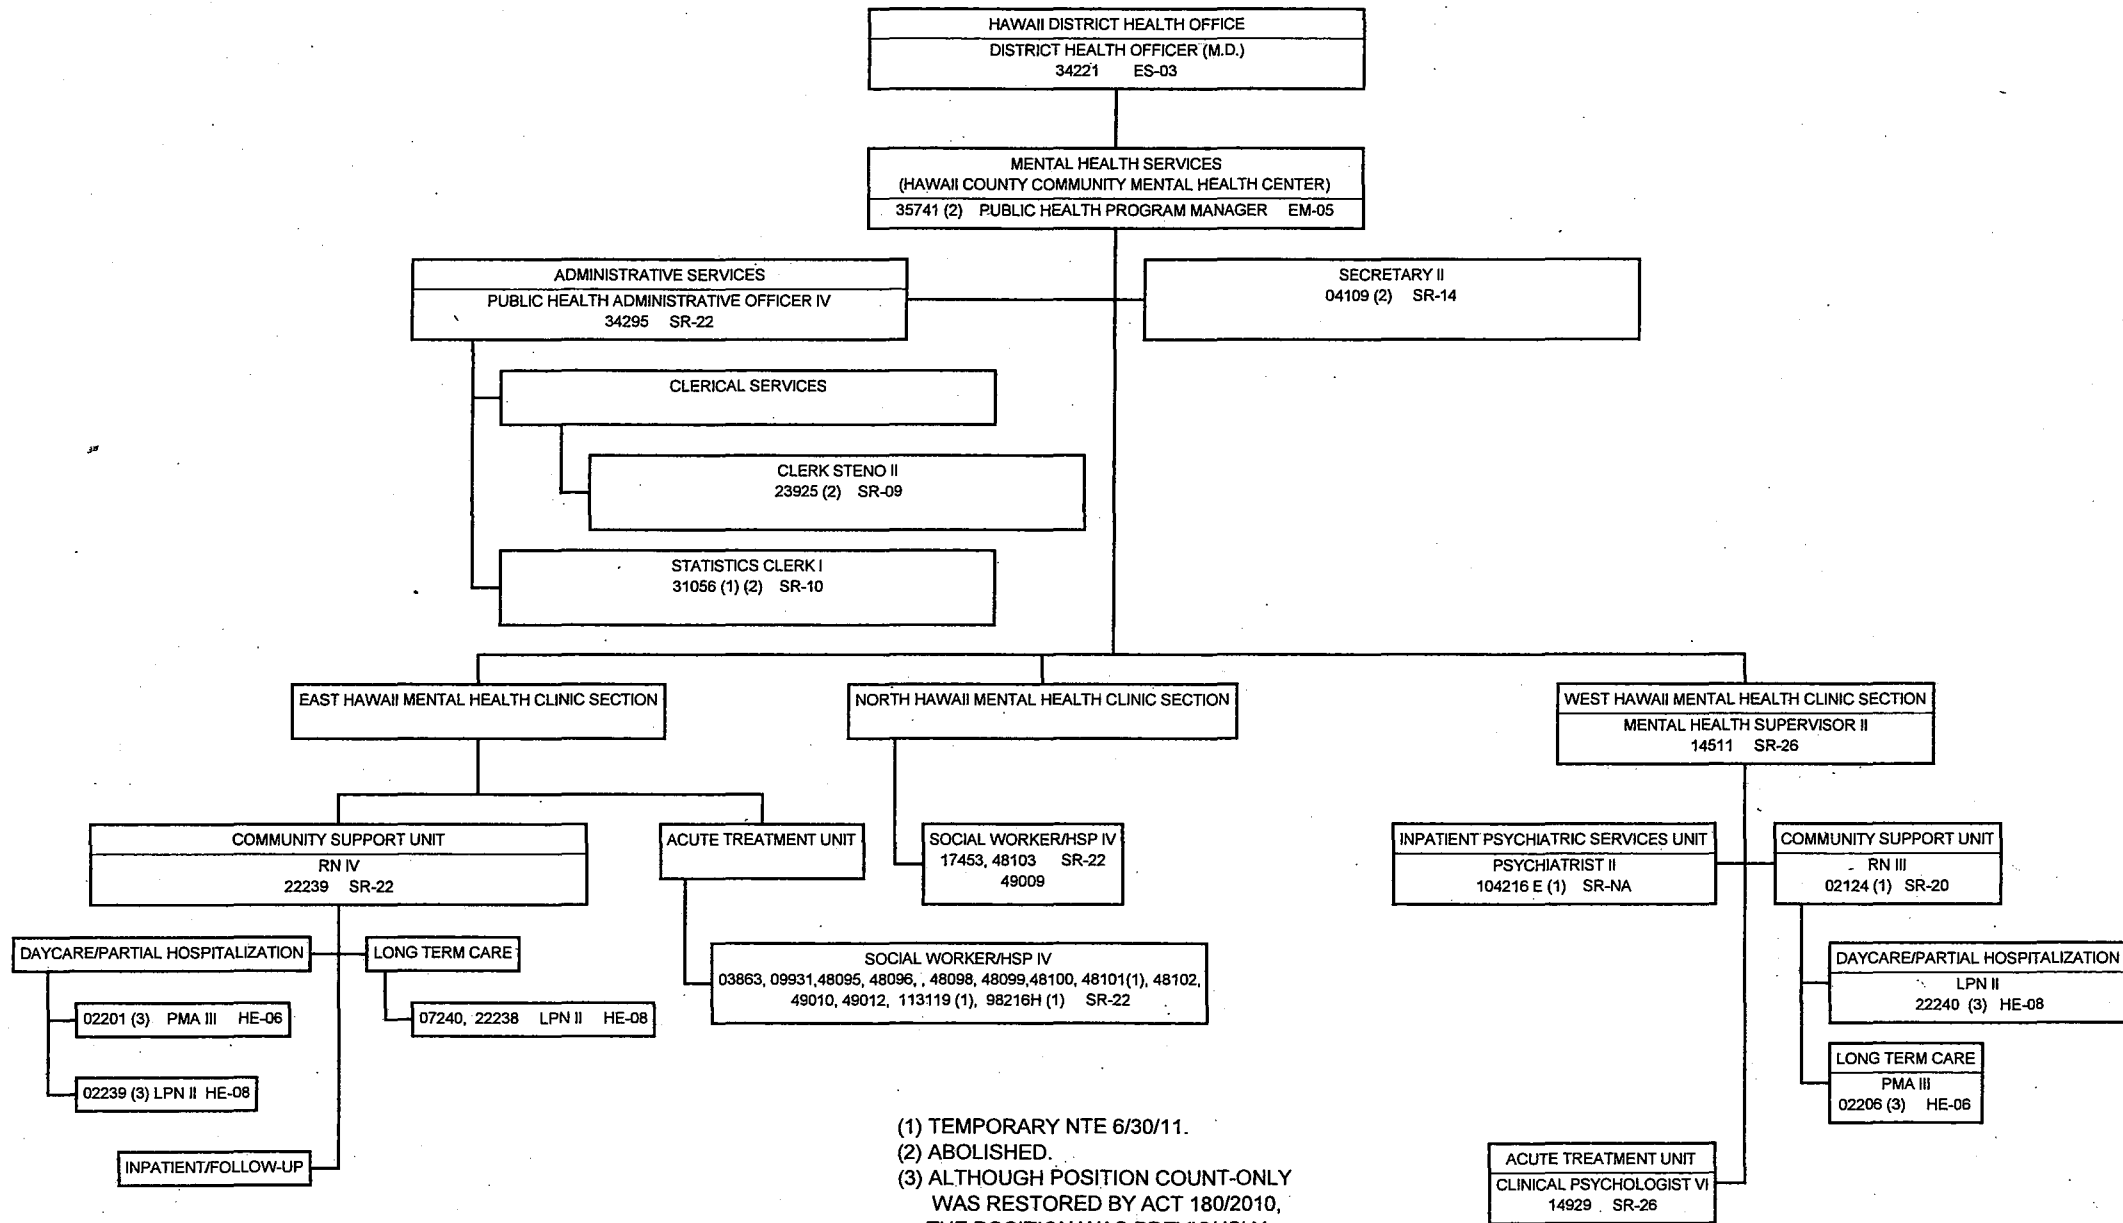 HAWAII DISTRICT HEALTH OFFICE
DISTRICT HEALTH OFFICER (M.D.)
34221 ES-03
MENTAL HEALTH SERVICES
(HAWAII COUNTY COMMUNITY MENTAL HEALTH CENTER)
35741 (2) PUBLIC HEALTH PROGRAM MANAGER EM-05
ADMINISTRATIVE SERVICES
PUBLIC HEALTH ADMINISTRATIVE OFFICER IV
34295 SR-22
SECRETARY II
04109 (2) SR-14
CLERICAL SERVICES
CLERK STENO II
23925 (2) SR-09
STATISTICS CLERK I
31056 (1) (2) SR-10
EAST HAWAII MENTAL HEALTH CLINIC SECTION
NORTH HAWAII MENTAL HEALTH CLINIC SECTION
WEST HAWAII MENTAL HEALTH CLINIC SECTION
MENTAL HEALTH SUPERVISOR II
14511 SR-26
COMMUNITY SUPPORT UNIT
RN IV
22239 SR-22
ACUTE TREATMENT UNIT
SOCIAL WORKER/HSP IV
17453, 48103 SR-22
49009
INPATIENT PSYCHIATRIC SERVICES UNIT
PSYCHIATRIST II
104216 E (1) SR-NA
COMMUNITY SUPPORT UNIT
RN III
02124 (1) SR-20
DAYCARE/PARTIAL HOSPITALIZATION
LONG TERM CARE
02201 (3) PMA III HE-06
07240, 22238 LPN II HE-08
02239 (3) LPN II HE-08
INPATIENT/FOLLOW-UP
SOCIAL WORKER/HSP IV
03863, 09931,48095, 48096, , 48098, 48099,48100, 48101(1), 48102,
49010, 49012, 113119 (1), 98216H (1) SR-22
DAYCARE/PARTIAL HOSPITALIZATION
LPN II
22240 (3) HE-08
LONG TERM CARE
PMA III
02206 (3) HE-06
ACUTE TREATMENT UNIT
CLINICAL PSYCHOLOGIST VI
14929 SR-26
(1) TEMPORARY NTE 6/30/11.
(2) ABOLISHED.
(3) ALTHOUGH POSITION COUNT-ONLY
WAS RESTORED BY ACT 180/2010,
THE POSITION WAS PREVIOUSLY